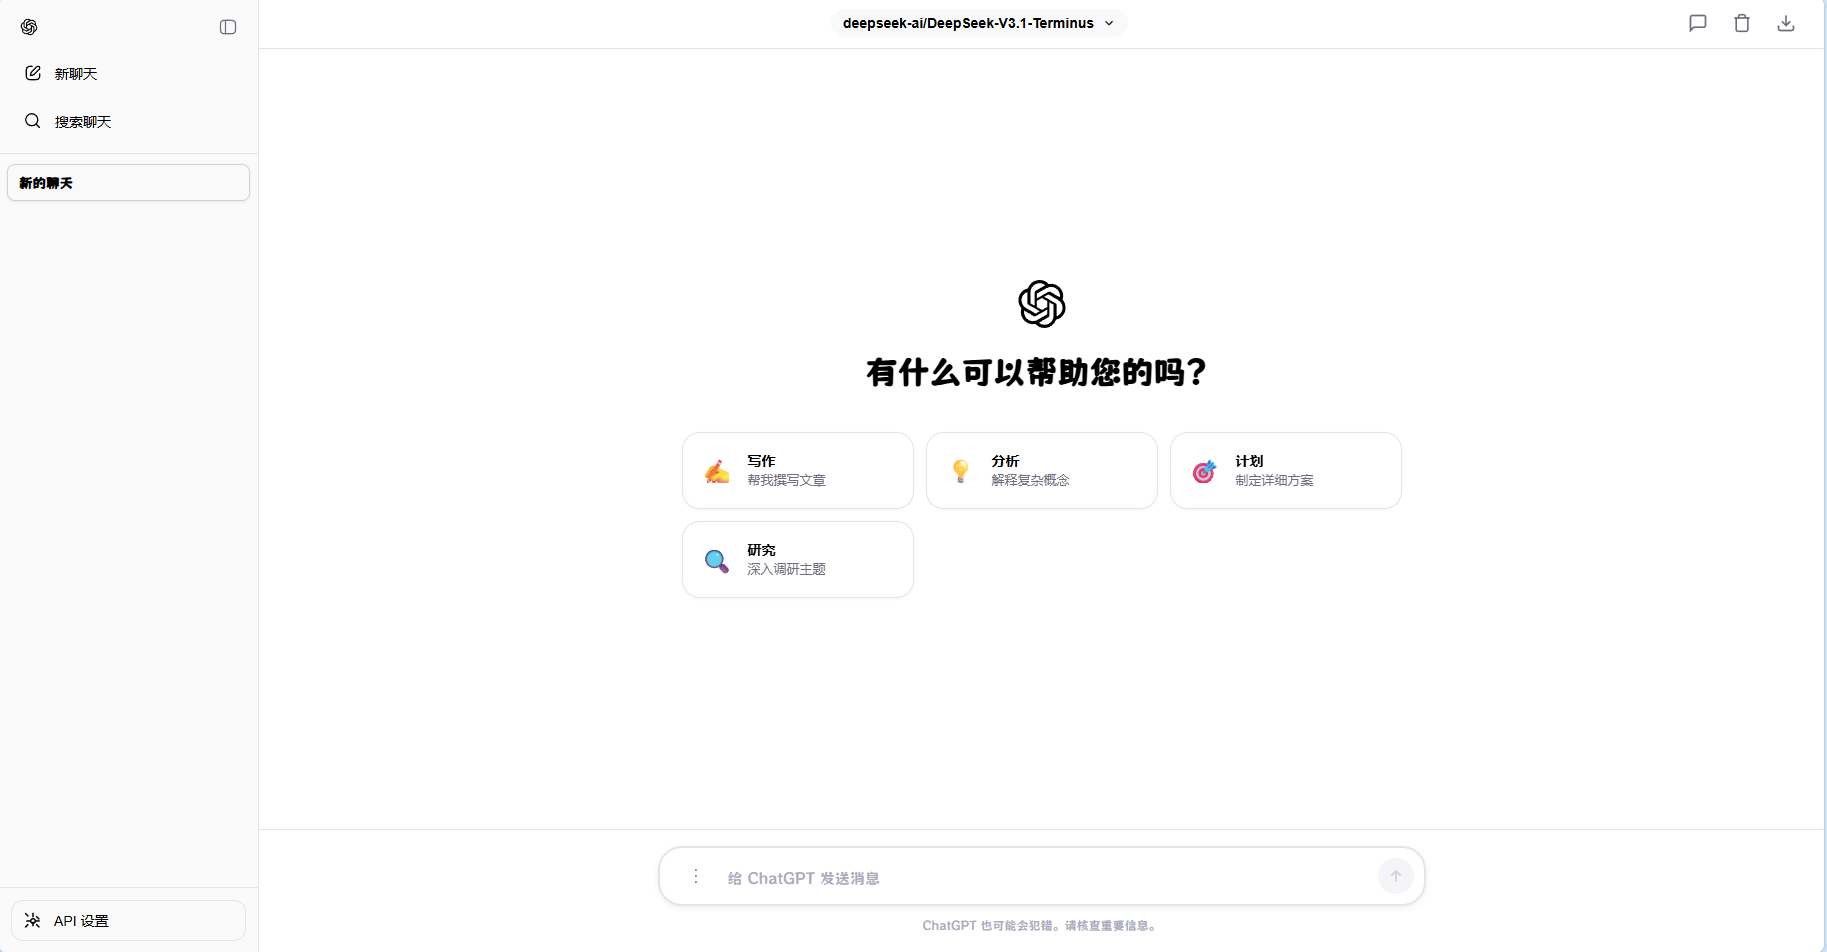 deepseek-ai/DeepSeek-V3.1-Terminus
新聊天
搜索聊天
新的聊天
有什么可以帮助您的吗？
写作
帮我撰写文章
分析
解释复杂概念
计划
制定详细方案
研究
深入调研主题
给 ChatGPT 发送消息
ChatGPT 也可能会犯错。请核查重要信息。
API 设置